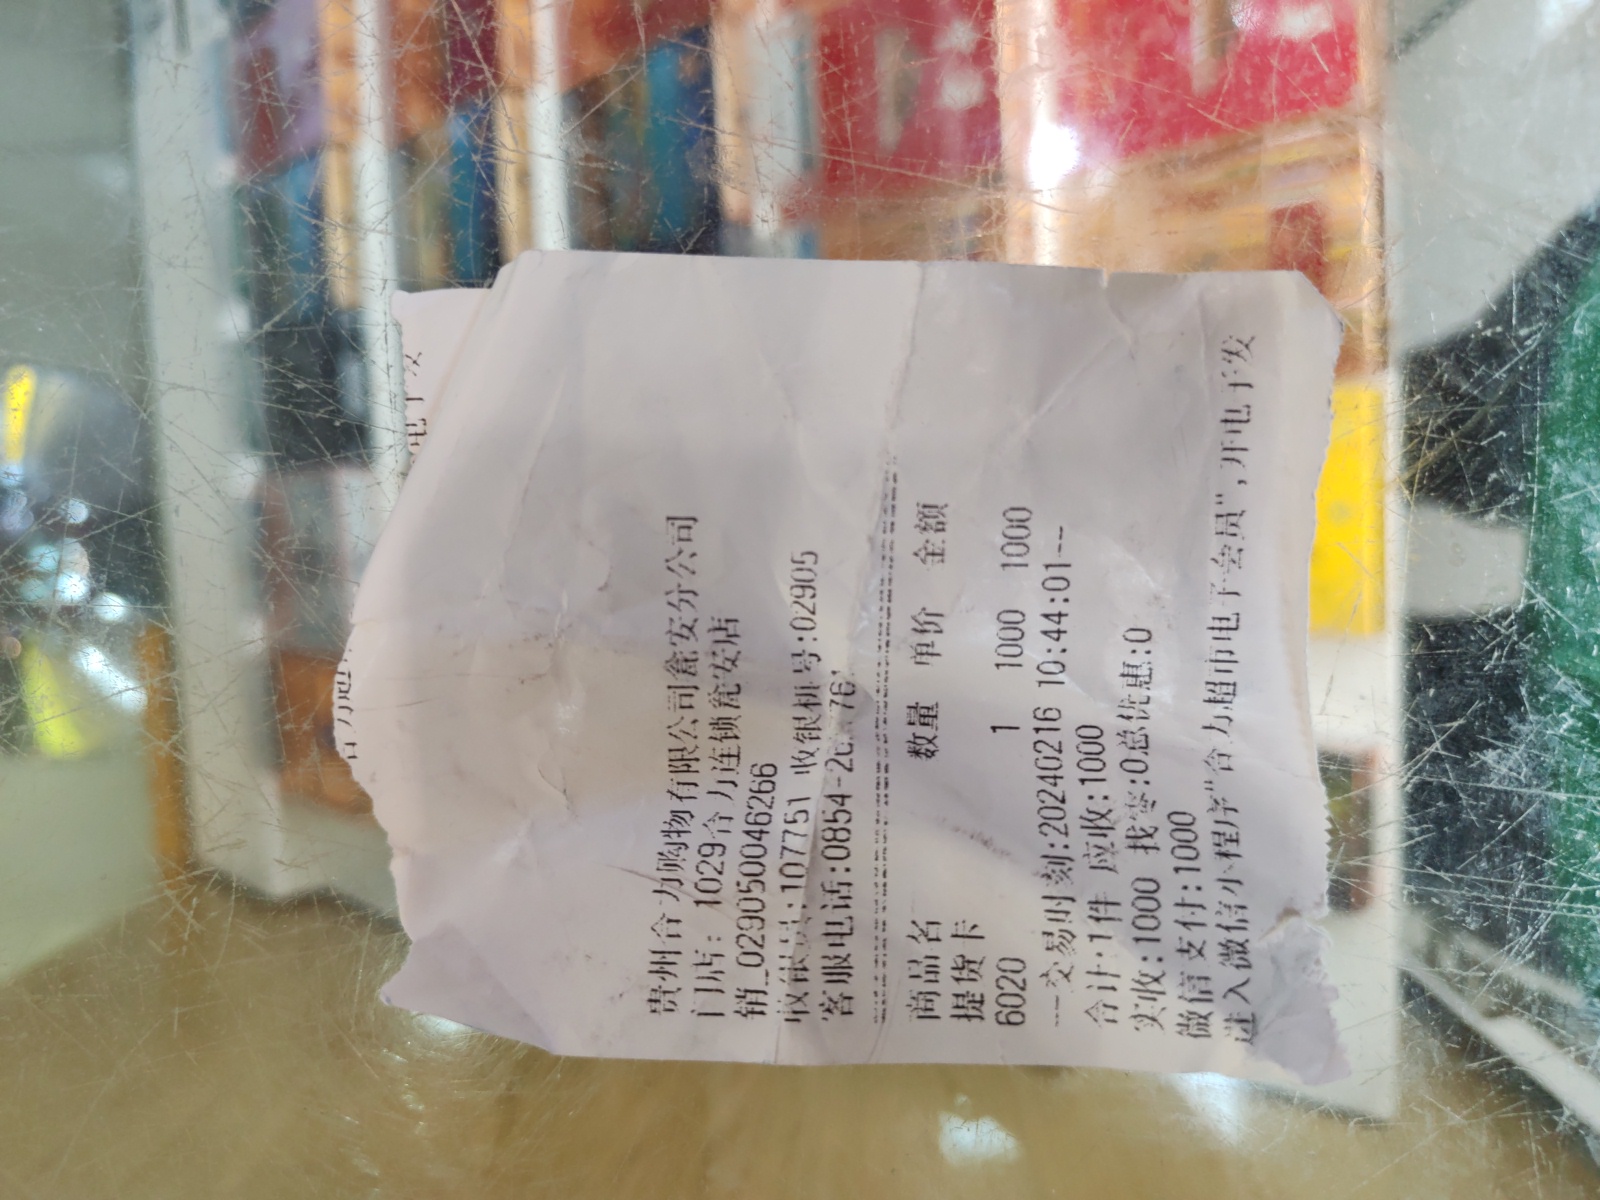 贵州合力购物有限公司瓮安分公司
门店: 1029合力连锁瓮安店
销_0290500046266
收银员号:1077751 收银机号:02905
客服电话:0854-2
商品名 数量 单价 金额
提货卡
6020 1 1000 1000
--交易时刻:20240216 10:44:01--
合计:1件 应收:1000
实收:1000 找零:0总优惠:0
微信支付:1000
进入微信小程序"合力超市电子会员",开电子发